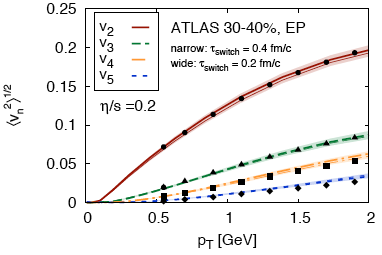 0.25
0.2
0.15
0.1
0.05
0
⟨v_n²⟩^1/2
v₂
v₃
v₄
v₅
ATLAS 30-40%, EP
narrow: τ_switch = 0.4 fm/c
wide: τ_switch = 0.2 fm/c
η/s =0.2
0 0.5 1 1.5 2
p_T [GeV]